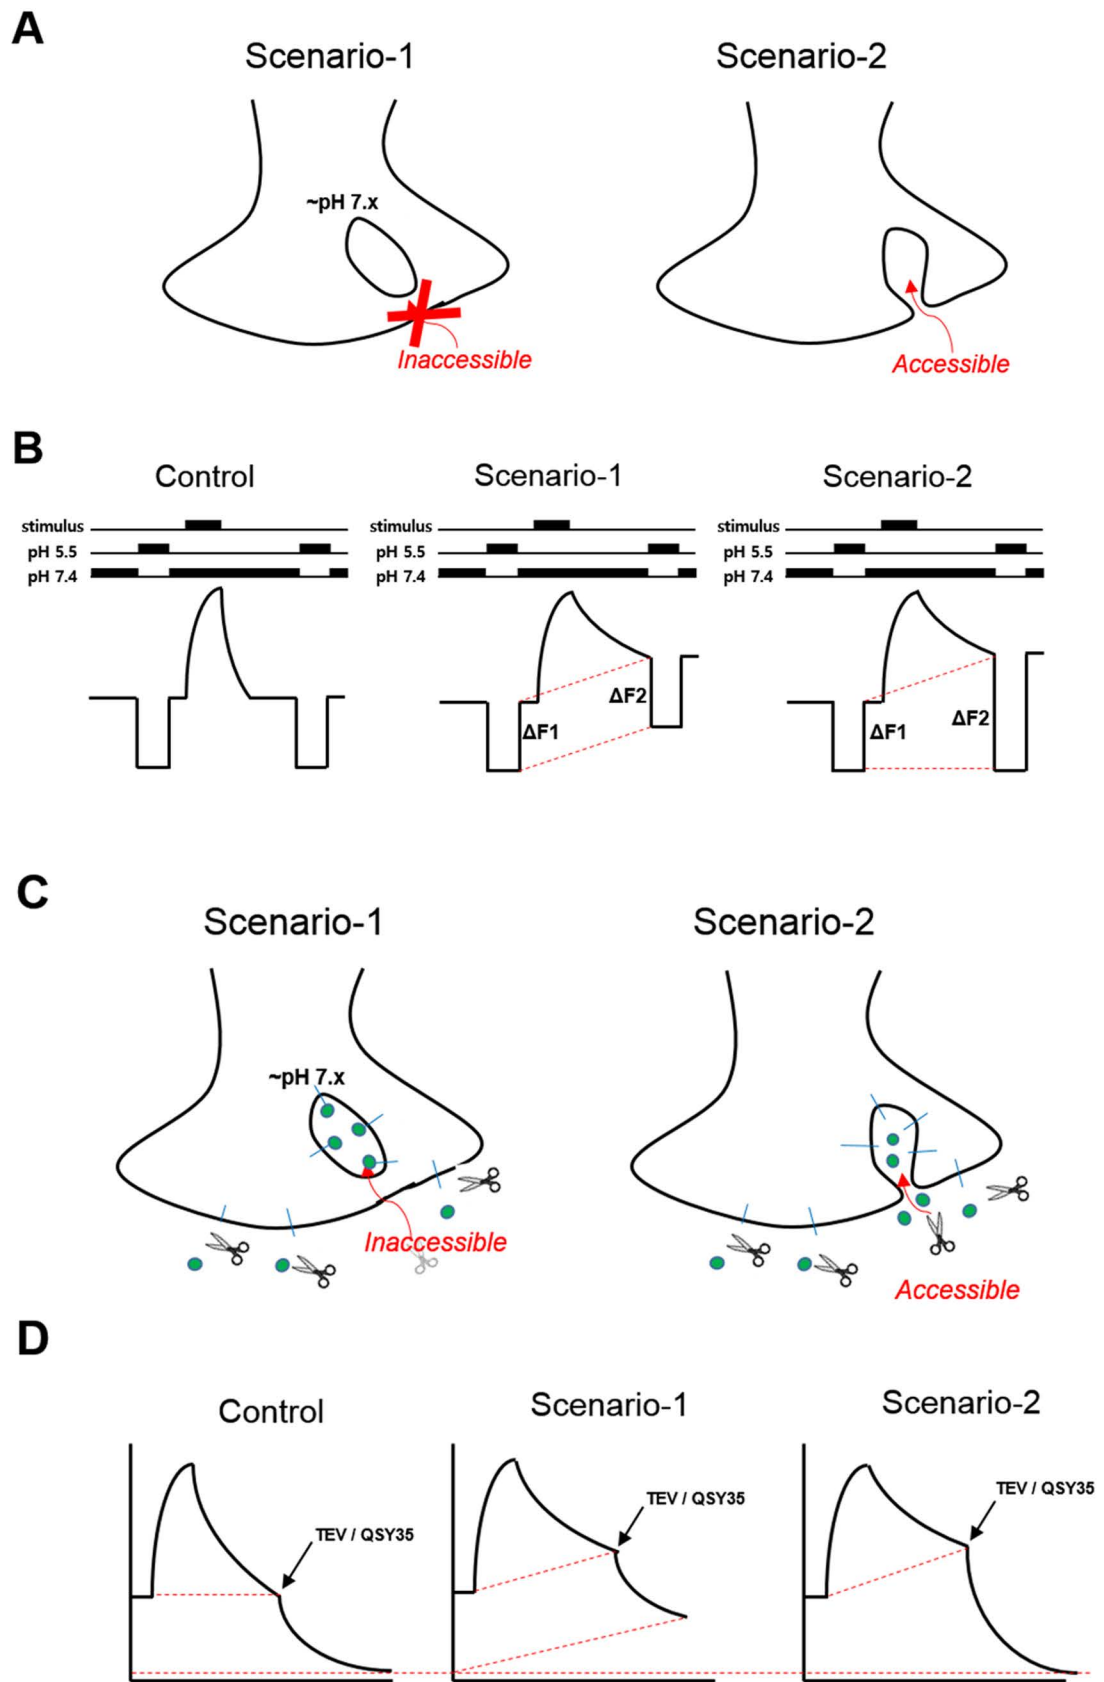 A
Scenario-1
Scenario-2
~pH 7.x
Inaccessible
Accessible
B
Control
Scenario-1
Scenario-2
stimulus
pH 5.5
pH 7.4
stimulus
pH 5.5
pH 7.4
stimulus
pH 5.5
pH 7.4
ΔF1
ΔF2
ΔF1
ΔF2
C
Scenario-1
Scenario-2
~pH 7.x
Inaccessible
Accessible
D
Control
Scenario-1
Scenario-2
TEV / QSY35
TEV / QSY35
TEV / QSY35